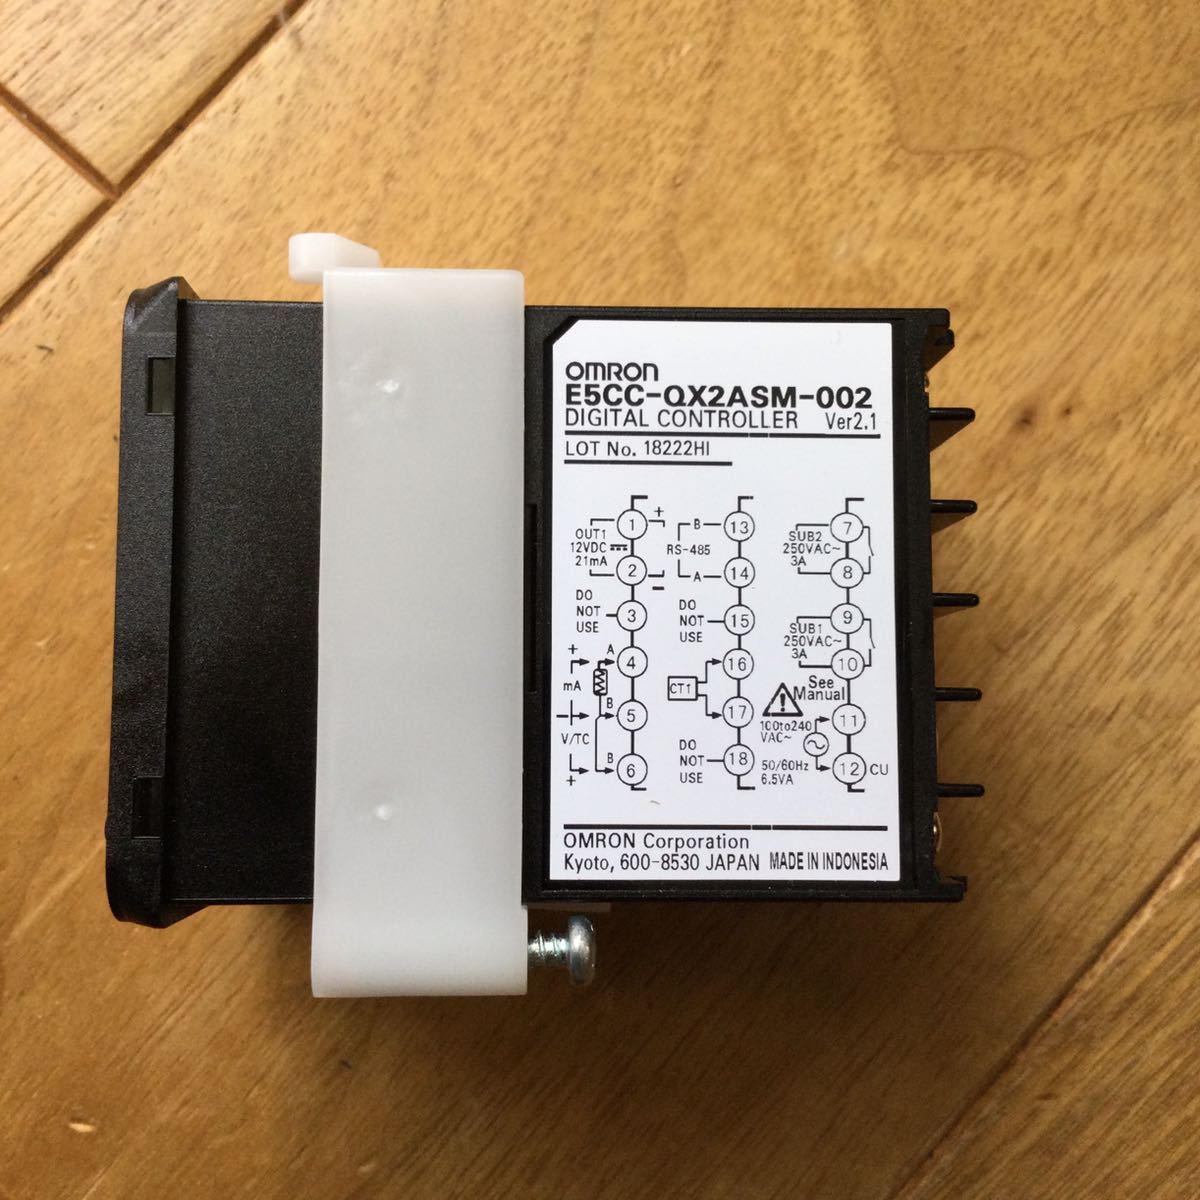 OMRON
E5CC-QX2ASM-002
DIGITAL CONTROLLER Ver2.1
LOT No. 18222HI
OUT1
12VDC
21mA
1
+
2
-
DO
NOT
USE
3
+
mA
A
4
B
5
V/TC
B
6
+
B
13
RS-485
A
14
DO
NOT
USE
15
16
CT1
17
DO
NOT
USE
18
SUB2
250VAC~
3A
7
8
SUB1
250VAC~
3A
9
10
See
Manual
100to240
VAC~
50/60Hz
6.5VA
11
12 CU
OMRON Corporation
Kyoto, 600-8530 JAPAN MADE IN INDONESIA